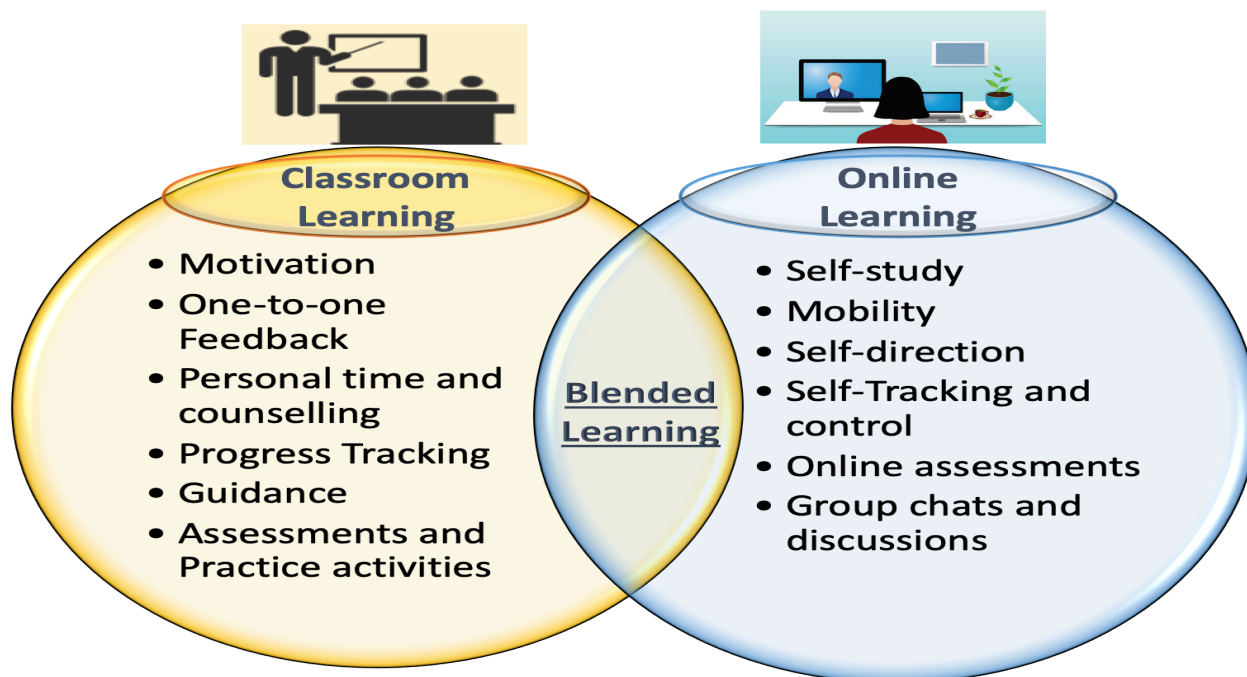 Classroom
Learning
• Motivation
• One-to-one
Feedback
• Personal time and
counselling
• Progress Tracking
• Guidance
• Assessments and
Practice activities
Blended
Learning
Online
Learning
• Self-study
• Mobility
• Self-direction
• Self-Tracking and
control
• Online assessments
• Group chats and
discussions